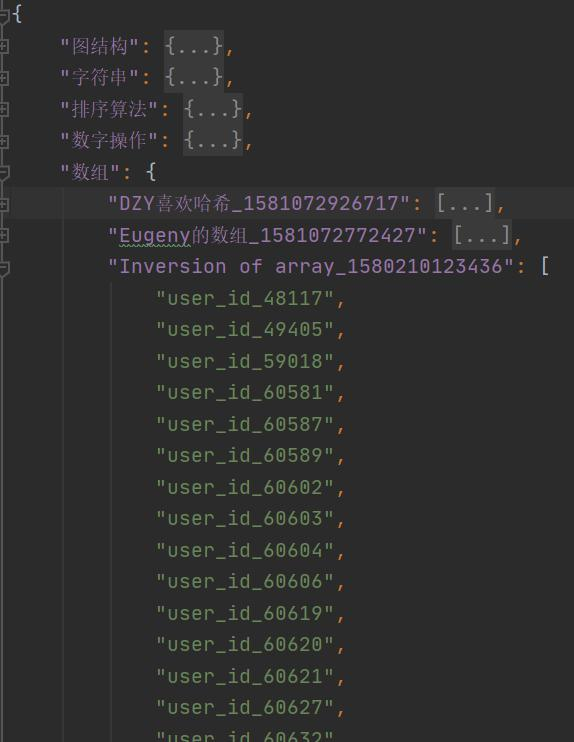 {
"图结构": {...},
"字符串": {...},
"排序算法": {...},
"数字操作": {...},
"数组": {
"DZY喜欢哈希_1581072926717": [...],
"Eugeny的数组_1581072772427": [...],
"Inversion of array_1580210123436": [
"user_id_48117",
"user_id_49405",
"user_id_59018",
"user_id_60581",
"user_id_60587",
"user_id_60589",
"user_id_60602",
"user_id_60603",
"user_id_60604",
"user_id_60606",
"user_id_60619",
"user_id_60620",
"user_id_60621",
"user_id_60627",
"user_id_60632",